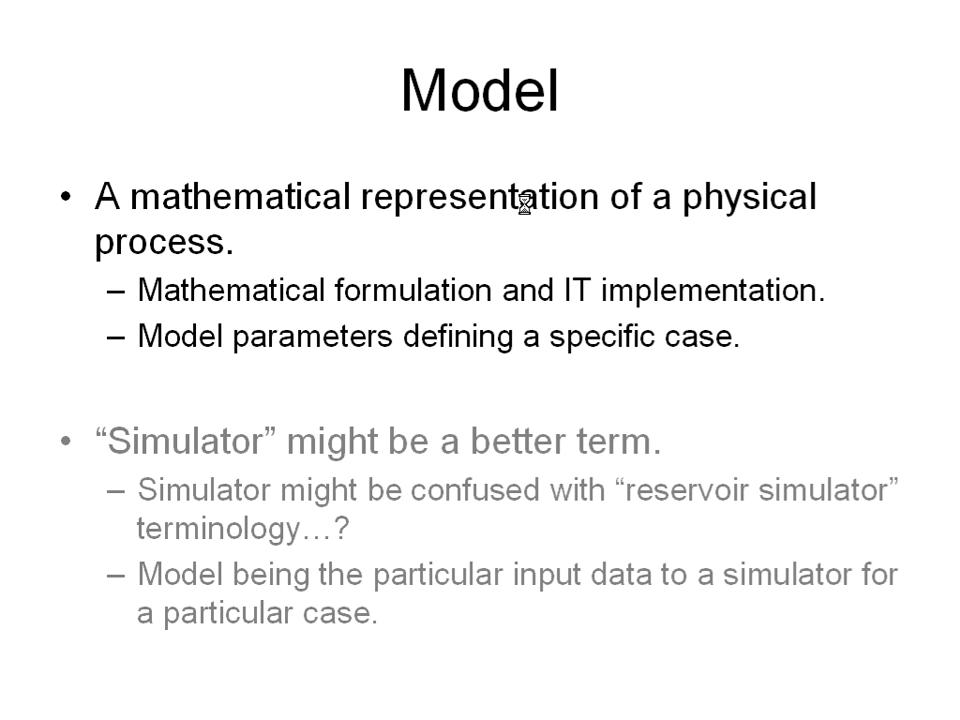 Model
• A mathematical representation of a physical
process.
– Mathematical formulation and IT implementation.
– Model parameters defining a specific case.
• “Simulator” might be a better term.
– Simulator might be confused with “reservoir simulator”
terminology…?
– Model being the particular input data to a simulator for
a particular case.